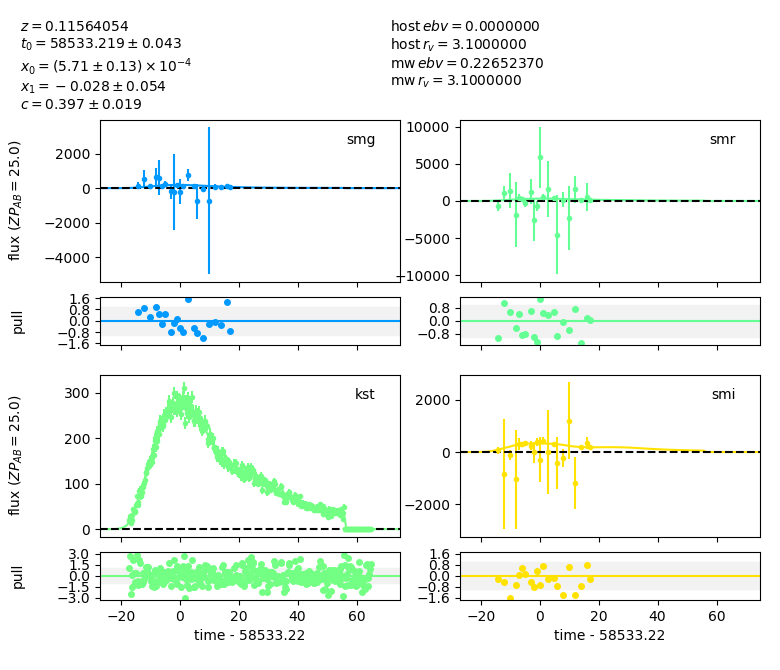 z = 0.11564054
t₀ = 58533.219 ± 0.043
x₀ = (5.71 ± 0.13) × 10⁻⁴
x₁ = −0.028 ± 0.054
c = 0.397 ± 0.019
host ebv = 0.0000000
host r_v = 3.1000000
mw ebv = 0.22652370
mw r_v = 3.1000000
flux (ZP_AB = 25.0)
smg
2000
0
−2000
−4000
smr
10000
5000
0
−5000
−10000
pull
1.6
0.8
0.0
−0.8
−1.6
0.8
0.0
−0.8
flux (ZP_AB = 25.0)
kst
300
200
100
0
smi
2000
0
−2000
pull
3.0
1.5
0.0
−1.5
−3.0
1.6
0.8
0.0
−0.8
−1.6
−20 0 20 40 60
time - 58533.22
−20 0 20 40 60
time - 58533.22